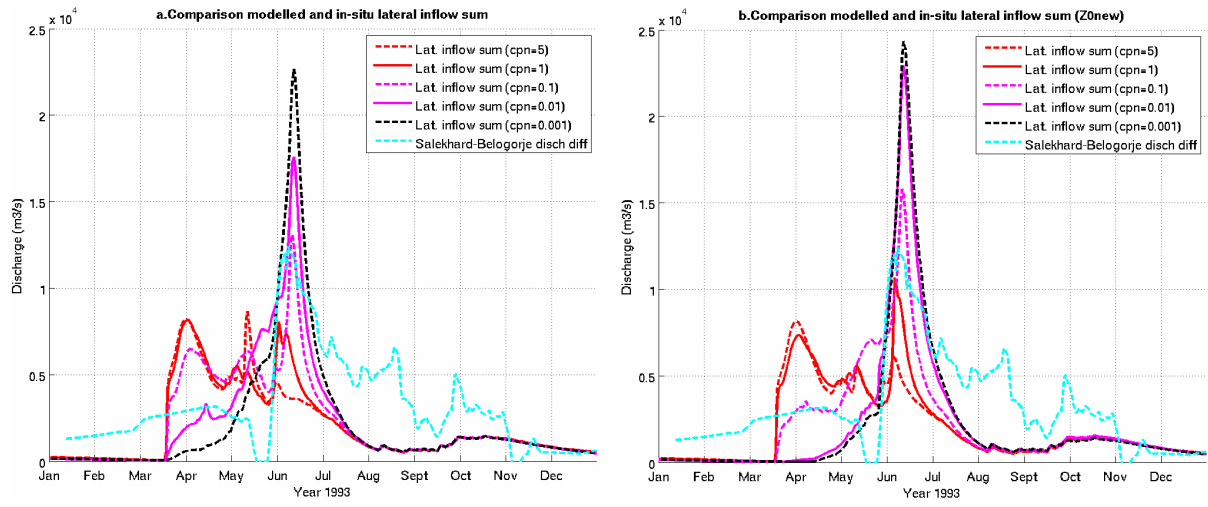 a.Comparison modelled and in-situ lateral inflow sum
x 10⁴
2.5
2
1.5
1
0.5
0
Discharge (m3/s)
Lat. inflow sum (cpn=5)
Lat. inflow sum (cpn=1)
Lat. inflow sum (cpn=0.1)
Lat. inflow sum (cpn=0.01)
Lat. inflow sum (cpn=0.001)
Salekhard-Belogorje disch diff
Jan Feb Mar Apr May Jun Jul Aug Sept Oct Nov Dec
Year 1993
b.Comparison modelled and in-situ lateral inflow sum (Z0new)
x 10⁴
2.5
2
1.5
1
0.5
0
Discharge (m3/s)
Lat. inflow sum (cpn=5)
Lat. inflow sum (cpn=1)
Lat. inflow sum (cpn=0.1)
Lat. inflow sum (cpn=0.01)
Lat. inflow sum (cpn=0.001)
Salekhard-Belogorje disch diff
Jan Feb Mar Apr May Jun Jul Aug Sept Oct Nov Dec
Year 1993